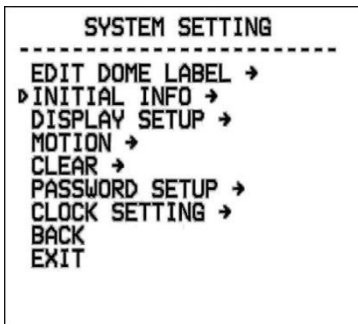 SYSTEM SETTING
EDIT DOME LABEL →
INITIAL INFO →
DISPLAY SETUP →
MOTION →
CLEAR →
PASSWORD SETUP →
CLOCK SETTING →
BACK
EXIT